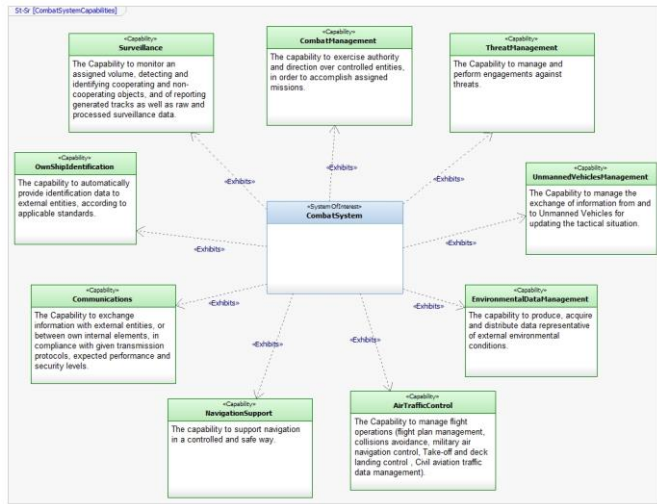 St-Sr [CombatSystemCapabilities]
«Capability»
Surveillance
The Capability to monitor an
assigned volume, detecting and
identifying cooperating and non-
cooperating objects, and of reporting
generated tracks as well as raw and
processed surveillance data.
«Capability»
CombatManagement
The capability to exercise authority
and direction over controlled entities,
in order to accomplish assigned
missions.
«Capability»
ThreatManagement
The Capability to manage and
perform engagements against
threats.
«Capability»
OwnShipIdentification
The capability to automatically
provide identification data to
external entities, according to
applicable standards.
«Exhibits»
«Exhibits»
«Exhibits»
«Capability»
UnmannedVehiclesManagement
The Capability to manage the
exchange of information from and
to Unmanned Vehicles for
updating the tactical situation.
«SystemOfInterest»
CombatSystem
«Exhibits»
«Exhibits»
«Capability»
Communications
The Capability to exchange
information with external entities, or
between own internal elements, in
compliance with given transmission
protocols, expected performance and
security levels.
«Exhibits»
«Exhibits»
«Exhibits»
«Exhibits»
«Capability»
EnvironmentalDataManagement
The capability to produce, acquire
and distribute data representative
of external environmental
conditions.
«Capability»
NavigationSupport
The capability to support navigation
in a controlled and safe way.
«Capability»
AirTrafficControl
The Capability to manage flight
operations (flight plan management,
collisions avoidance, military air
navigation control, Take-off and deck
landing control , Civil aviation traffic
data management).